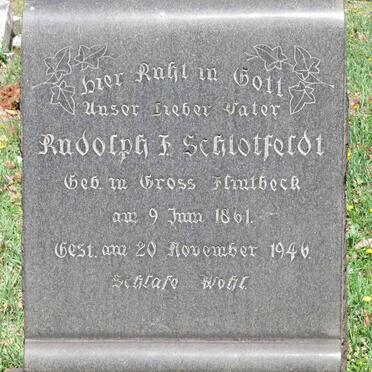 Hier Ruht in Gott
Unser Lieber Vater
Rudolph F. Schlotfeldt
Geb. in Gross Flintbeck
am 9 Juni 1861.
Gest. am 20 November 1946.
Schlafe Wohl.